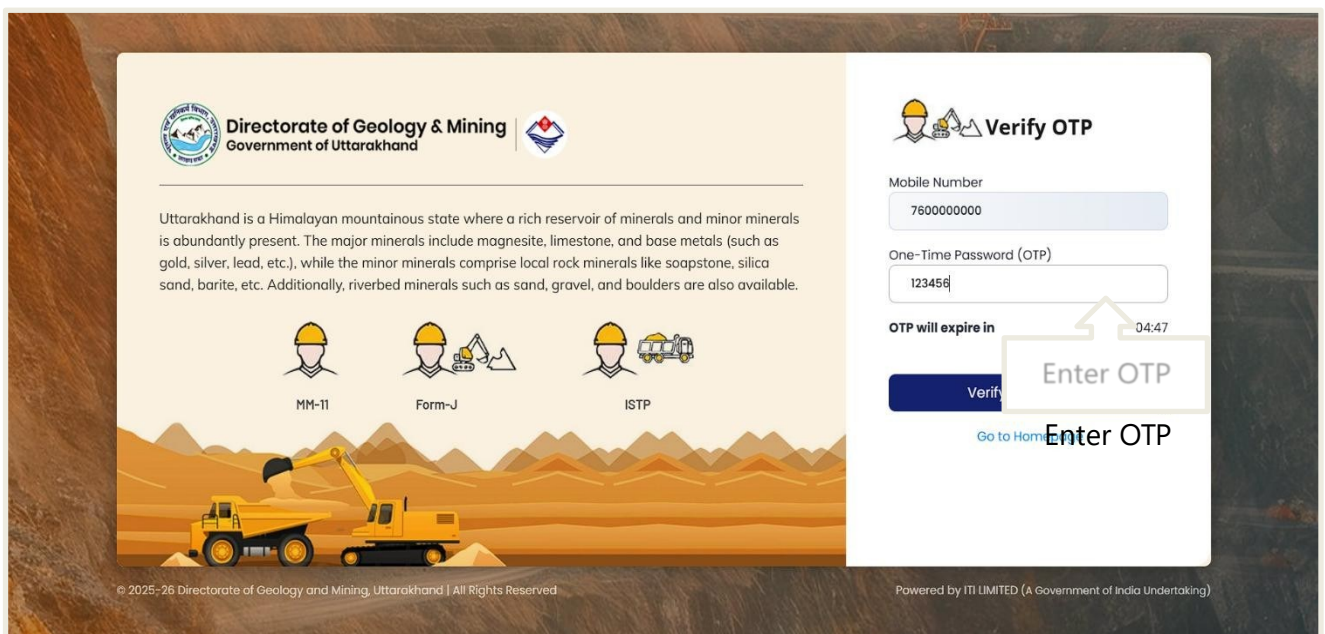 Directorate of Geology & Mining
Government of Uttarakhand
Uttarakhand is a Himalayan mountainous state where a rich reservoir of minerals and minor minerals
is abundantly present. The major minerals include magnesite, limestone, and base metals (such as
gold, silver, lead, etc.), while the minor minerals comprise local rock minerals like soapstone, silica
sand, barite, etc. Additionally, riverbed minerals such as sand, gravel, and boulders are also available.
MM-11
Form-J
ISTP
Verify OTP
Mobile Number
7600000000
One-Time Password (OTP)
123456
OTP will expire in
04:47
Enter OTP
Verify
Go to Homepage
Enter OTP
© 2025-26 Directorate of Geology and Mining, Uttarakhand | All Rights Reserved
Powered by ITI LIMITED (A Government of India Undertaking)